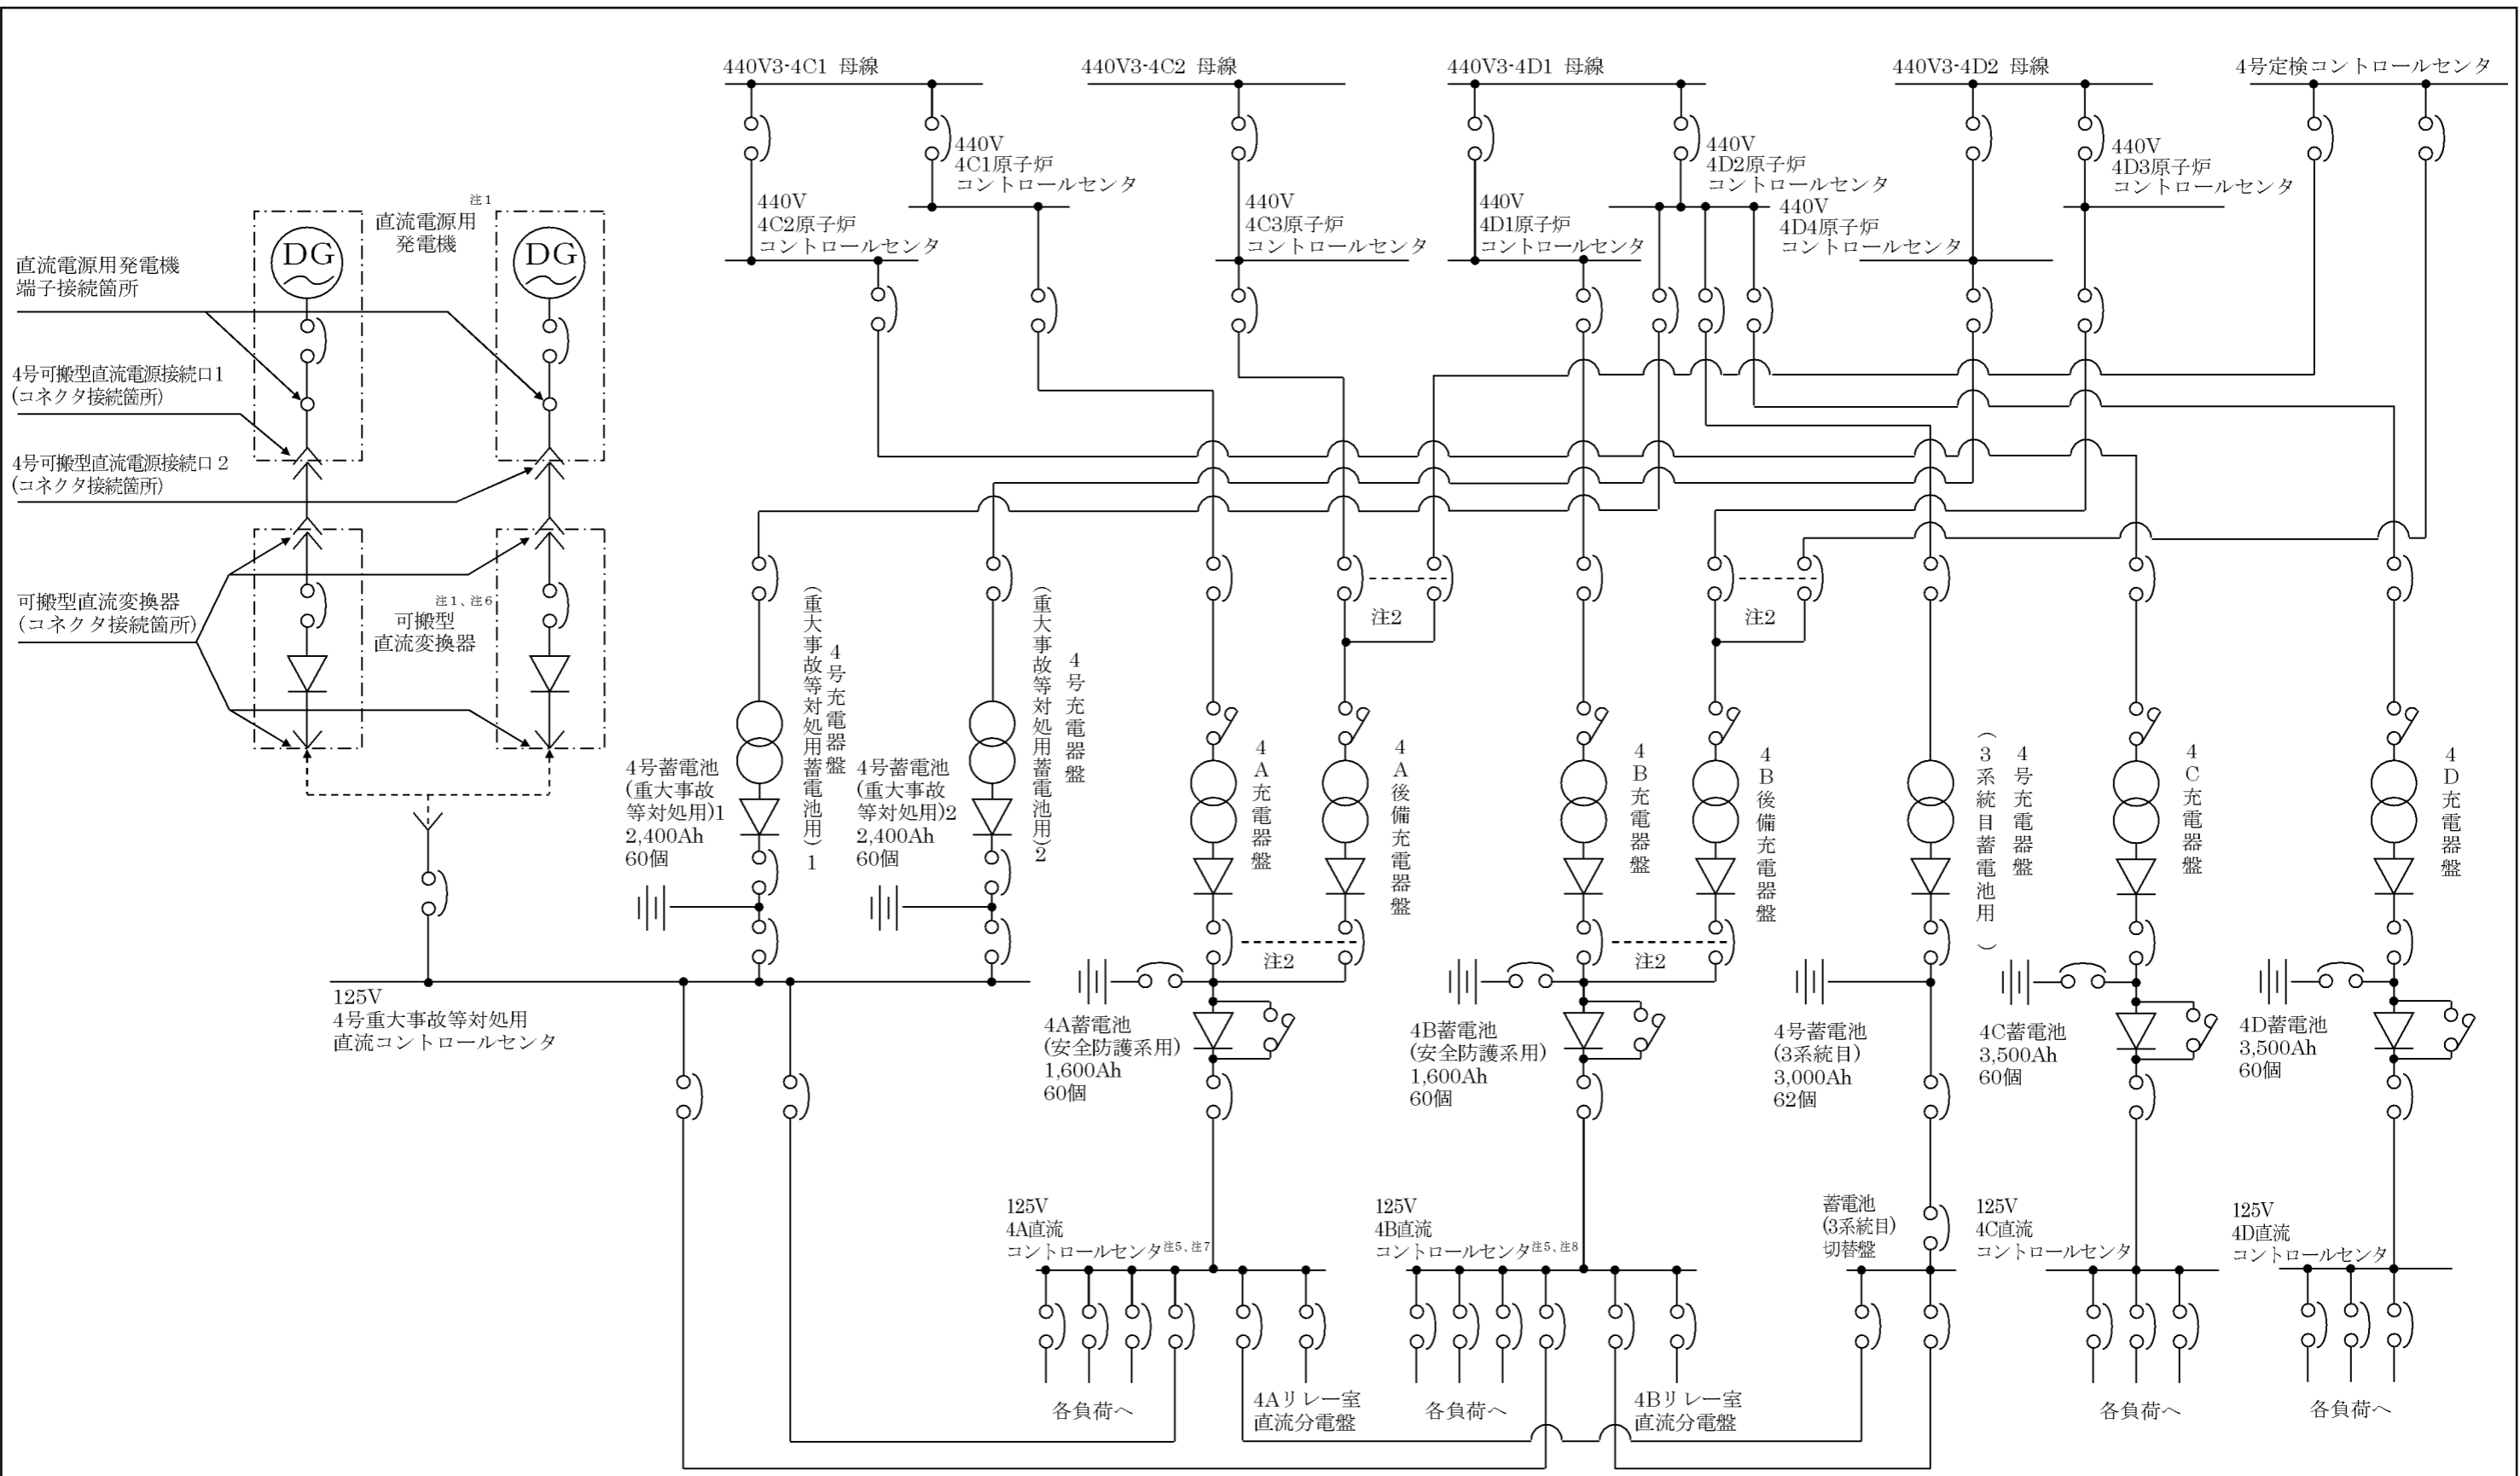 440V3-4C1 母線
440V3-4C2 母線
440V3-4D1 母線
440V3-4D2 母線
4号定検コントロールセンタ
440V
4C1原子炉
コントロールセンタ
440V
4D2原子炉
コントロールセンタ
440V
4D3原子炉
コントロールセンタ
440V
4C2原子炉
コントロールセンタ
440V
4C3原子炉
コントロールセンタ
440V
4D1原子炉
コントロールセンタ
440V
4D4原子炉
コントロールセンタ
注1
直流電源用
発電機
DG
DG
直流電源用発電機
端子接続箇所
4号可搬型直流電源接続口1
(コネクタ接続箇所)
4号可搬型直流電源接続口2
(コネクタ接続箇所)
可搬型直流変換器
(コネクタ接続箇所)
注1、注6
可搬型
直流変換器
4号充電器盤
(重大事故等対処用蓄電池用)1
4号充電器盤
(重大事故等対処用蓄電池用)2
注2
注2
4号蓄電池
(重大事故
等対処用)1
2,400Ah
60個
4号蓄電池
(重大事故
等対処用)2
2,400Ah
60個
4A充電器盤
4A後備充電器盤
4B充電器盤
4B後備充電器盤
4号充電器盤
(3系統目蓄電池用)
4C充電器盤
4D充電器盤
注2
注2
125V
4号重大事故等対処用
直流コントロールセンタ
4A蓄電池
(安全防護系用)
1,600Ah
60個
4B蓄電池
(安全防護系用)
1,600Ah
60個
4号蓄電池
(3系統目)
3,000Ah
62個
4C蓄電池
3,500Ah
60個
4D蓄電池
3,500Ah
60個
125V
4A直流
コントロールセンタ注5、注7
125V
4B直流
コントロールセンタ注5、注8
蓄電池
(3系統目)
切替盤
125V
4C直流
コントロールセンタ
125V
4D直流
コントロールセンタ
各負荷へ
4Aリレー室
直流分電盤
各負荷へ
4Bリレー室
直流分電盤
各負荷へ
各負荷へ